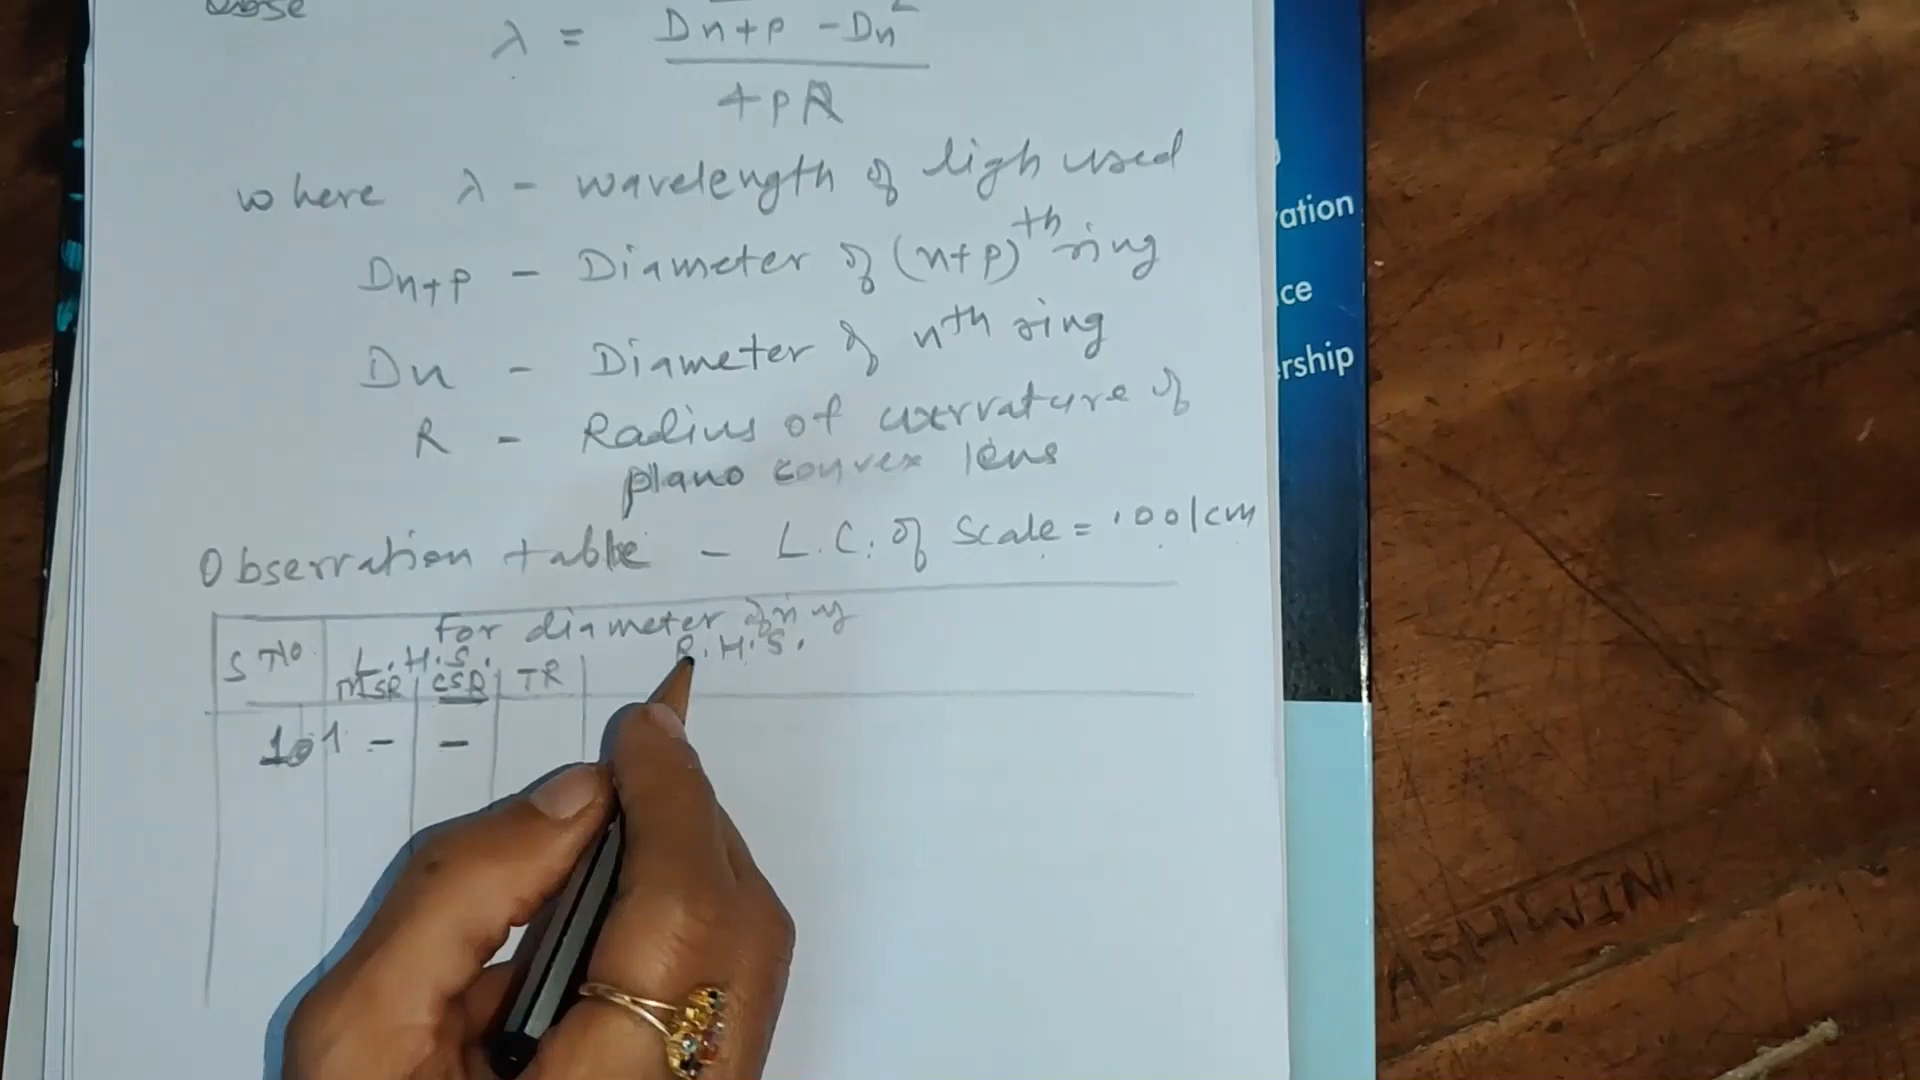 λ = Dn+p - Dn²
4pR
where λ - wavelength of ligh used
Dn+p - Diameter of (n+p)th ring
Dn - Diameter of nth ring
R - Radius of curvature of
plano convex lens
Observation table - L.C. of Scale = .001cm
for diameter of ring
S No. L.H.S. R.H.S.
MSR CSR TR
101 - -
ation
ce
rship
ASHWINI